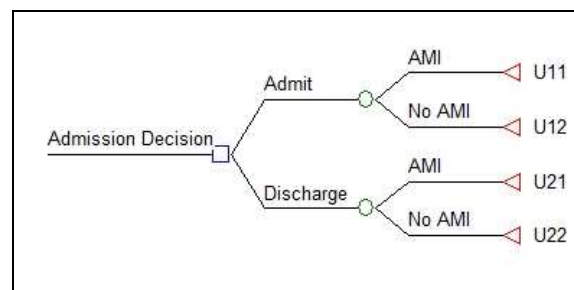 AMI
U11
Admit
No AMI
U12
Admission Decision
AMI
U21
Discharge
No AMI
U22